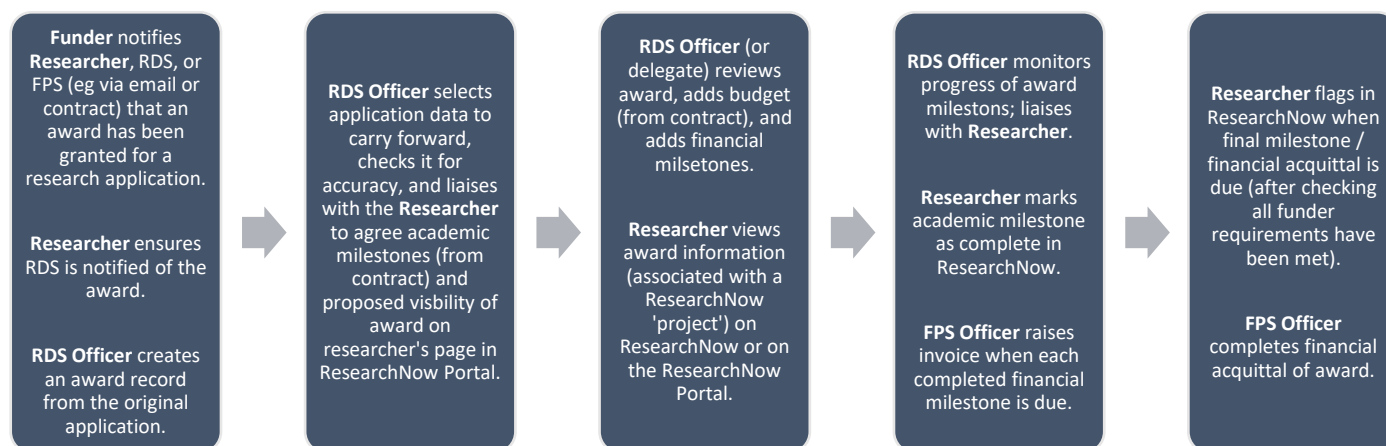 Funder notifies
Researcher, RDS, or
FPS (eg via email or
contract) that an
award has been
granted for a
research application.
Researcher ensures
RDS is notified of the
award.
RDS Officer creates
an award record
from the original
application.
RDS Officer selects
application data to
carry forward,
checks it for
accuracy, and liaises
with the Researcher
to agree academic
milestones (from
contract) and
proposed visbility of
award on
researcher's page in
ResearchNow Portal.
RDS Officer (or
delegate) reviews
award, adds budget
(from contract), and
adds financial
milsetones.
Researcher views
award information
(associated with a
ResearchNow
'project') on
ResearchNow or on
the ResearchNow
Portal.
RDS Officer monitors
progress of award
milestons; liaises
with Researcher.
Researcher marks
academic milestone
as complete in
ResearchNow.
FPS Officer raises
invoice when each
completed financial
milestone is due.
Researcher flags in
ResearchNow when
final milestone /
financial acquittal is
due (after checking
all funder
requirements have
been met).
FPS Officer
completes financial
acquittal of award.